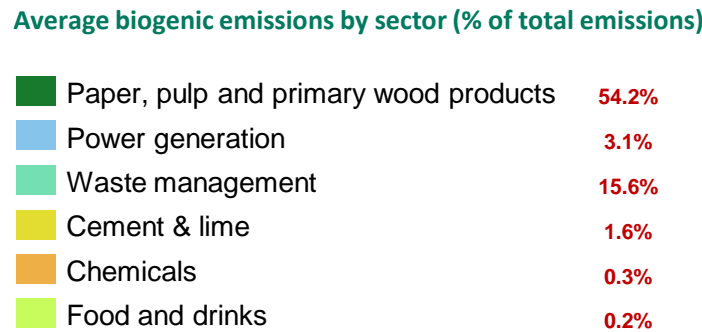 Average biogenic emissions by sector (% of total emissions)
Paper, pulp and primary wood products 54.2%
Power generation 3.1%
Waste management 15.6%
Cement & lime 1.6%
Chemicals 0.3%
Food and drinks 0.2%